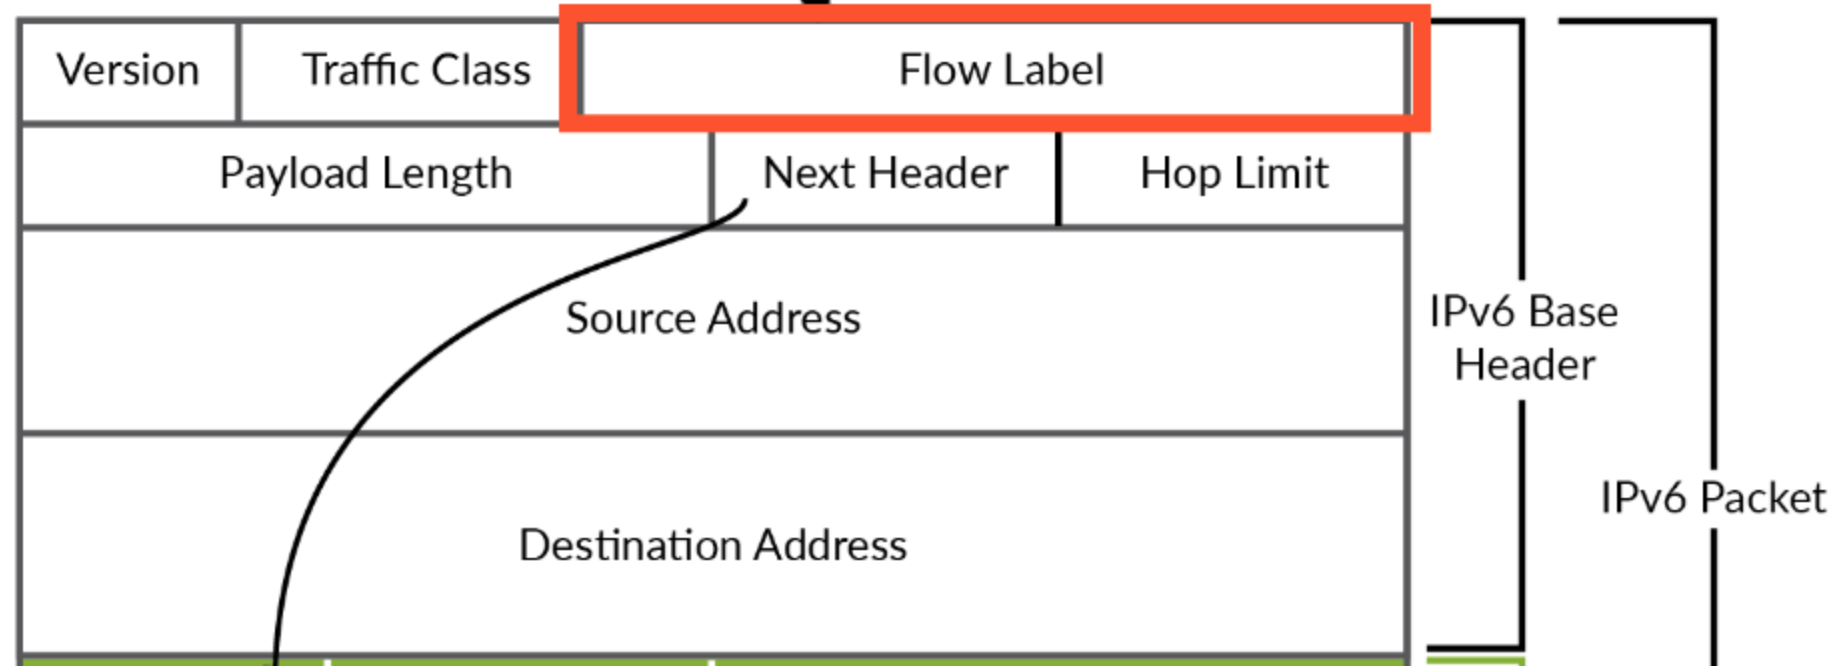 Version
Traffic Class
Flow Label
Payload Length
Next Header
Hop Limit
Source Address
IPv6 Base
Header
IPv6 Packet
Destination Address